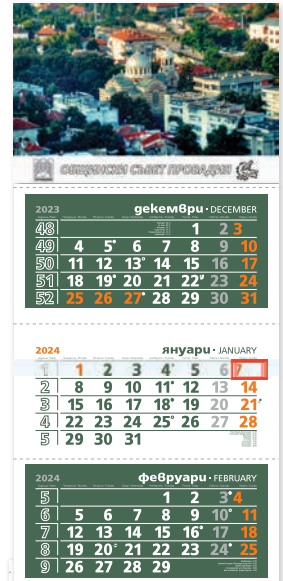 ОБЩИНСКИ СЪВЕТ ПРОВАДИЯ
2023 декември • DECEMBER
48 1 2 3
49 4 5 6 7 8 9 10
50 11 12 13 14 15 16 17
51 18 19 20 21 22 23 24
52 25 26 27 28 29 30 31
2024 януари • JANUARY
1 1 2 3 4 5 6 7
2 8 9 10 11 12 13 14
3 15 16 17 18 19 20 21
4 22 23 24 25 26 27 28
5 29 30 31
2024 февруари • FEBRUARY
5 1 2 3 4
6 5 6 7 8 9 10 11
7 12 13 14 15 16 17 18
8 19 20 21 22 23 24 25
9 26 27 28 29